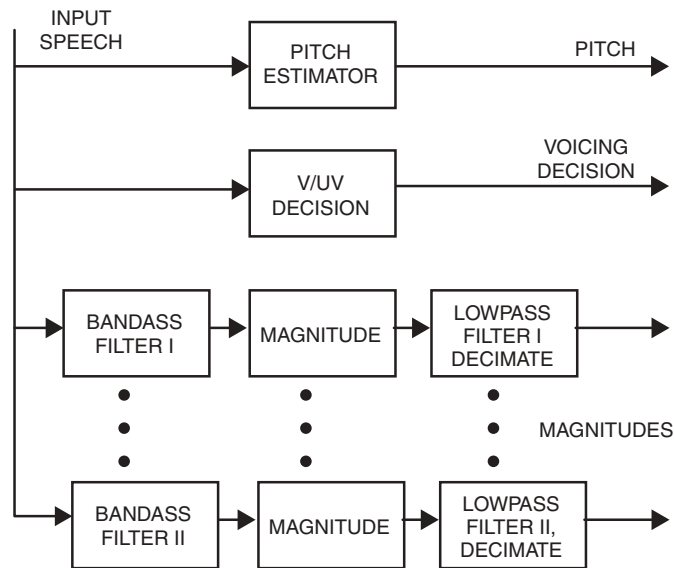 INPUT
SPEECH
PITCH
ESTIMATOR
PITCH
V/UV
DECISION
VOICING
DECISION
BANDASS
FILTER I
MAGNITUDE
LOWPASS
FILTER I
DECIMATE
MAGNITUDES
BANDASS
FILTER II
MAGNITUDE
LOWPASS
FILTER II,
DECIMATE